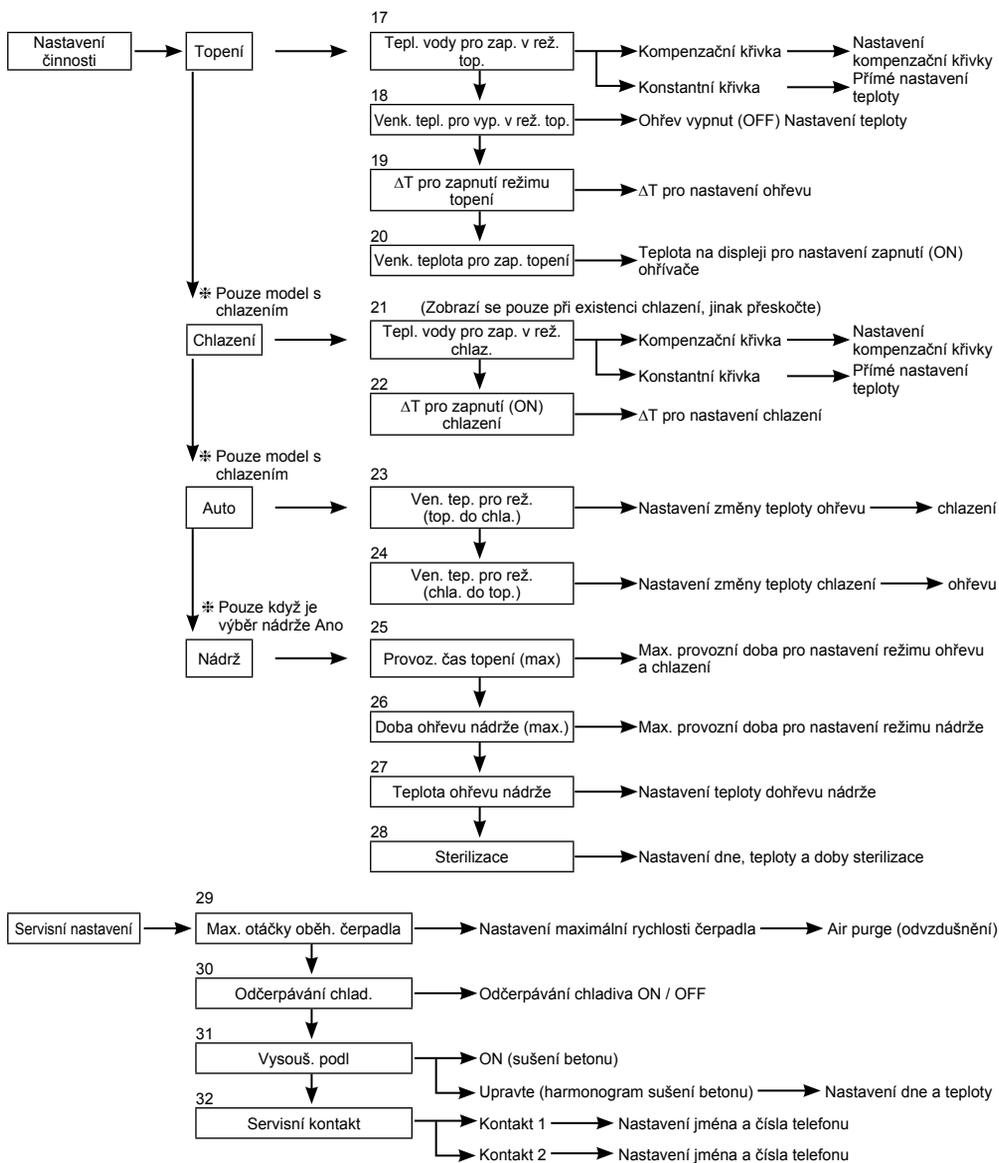 17
Nastavení
činnosti
Topení
Tepl. vody pro zap. v rež.
top.
Kompenzační křivka
Nastavení
kompenzační křivky
Konstantní křivka
Přímé nastavení
teploty
18
Venk. tepl. pro vyp. v rež. top.
Ohřev vypnut (OFF) Nastavení teploty
19
∆T pro zapnutí režimu
topení
∆T pro nastavení ohřevu
20
Venk. teplota pro zap. topení
Teplota na displeji pro nastavení zapnutí (ON)
ohřívače
⁜ Pouze model s
chlazením
21 (Zobrazí se pouze při existenci chlazení, jinak přeskočte)
Chlazení
Tepl. vody pro zap. v rež.
chlaz.
Kompenzační křivka
Nastavení
kompenzační křivky
Konstantní křivka
Přímé nastavení
teploty
22
∆T pro zapnutí (ON)
chlazení
∆T pro nastavení chlazení
⁜ Pouze model s
chlazením
23
Auto
Ven. tep. pro rež.
(top. do chla.)
Nastavení změny teploty ohřevu
chlazení
24
Ven. tep. pro rež.
(chla. do top.)
Nastavení změny teploty chlazení
ohřevu
⁜ Pouze když je
výběr nádrže Ano
25
Nádrž
Provoz. čas topení (max)
Max. provozní doba pro nastavení režimu ohřevu
a chlazení
26
Doba ohřevu nádrže (max.)
Max. provozní doba pro nastavení režimu nádrže
27
Teplota ohřevu nádrže
Nastavení teploty dohřevu nádrže
28
Sterilizace
Nastavení dne, teploty a doby sterilizace
29
Servisní nastavení
Max. otáčky oběh. čerpadla
Nastavení maximální rychlosti čerpadla
Air purge (odvzdušnění)
30
Odčerpávání chlad.
Odčerpávání chladiva ON / OFF
31
Vysouš. podl
ON (sušení betonu)
Upravte (harmonogram sušení betonu)
Nastavení dne a teploty
32
Servisní kontakt
Kontakt 1
Nastavení jména a čísla telefonu
Kontakt 2
Nastavení jména a čísla telefonu